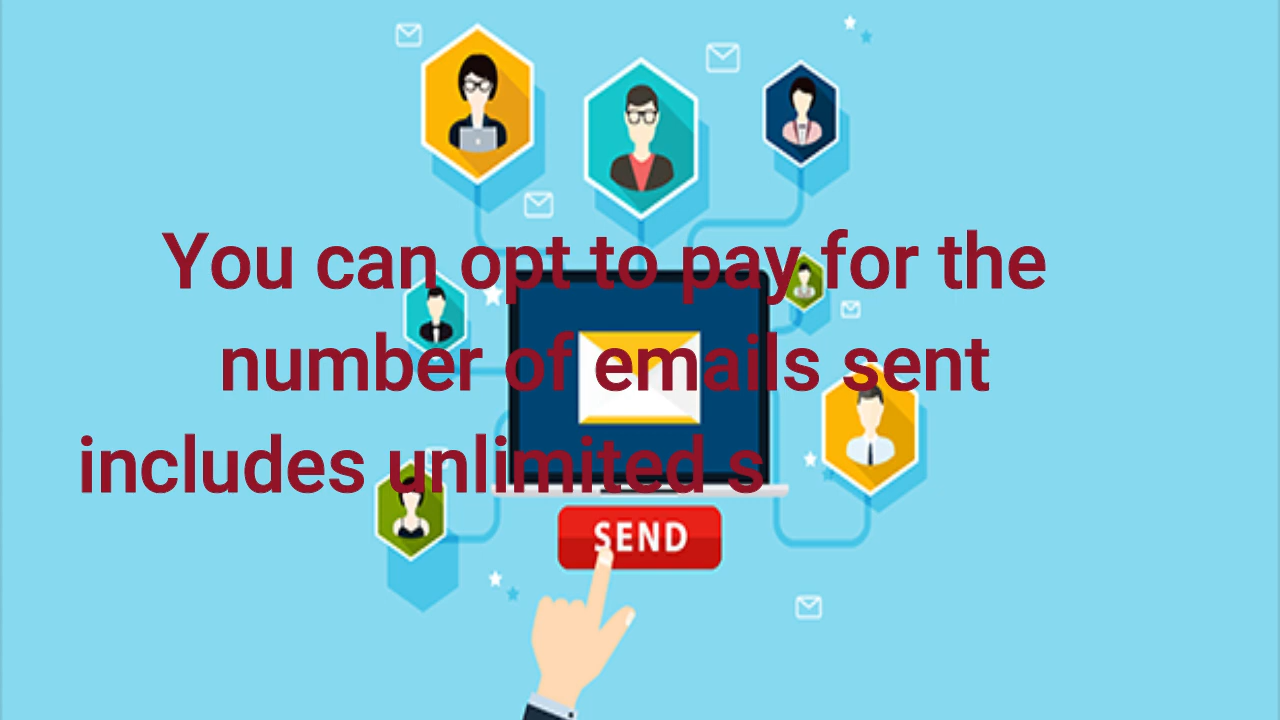 You can opt to pay for the
number of emails sent
includes unlimited s
SEND